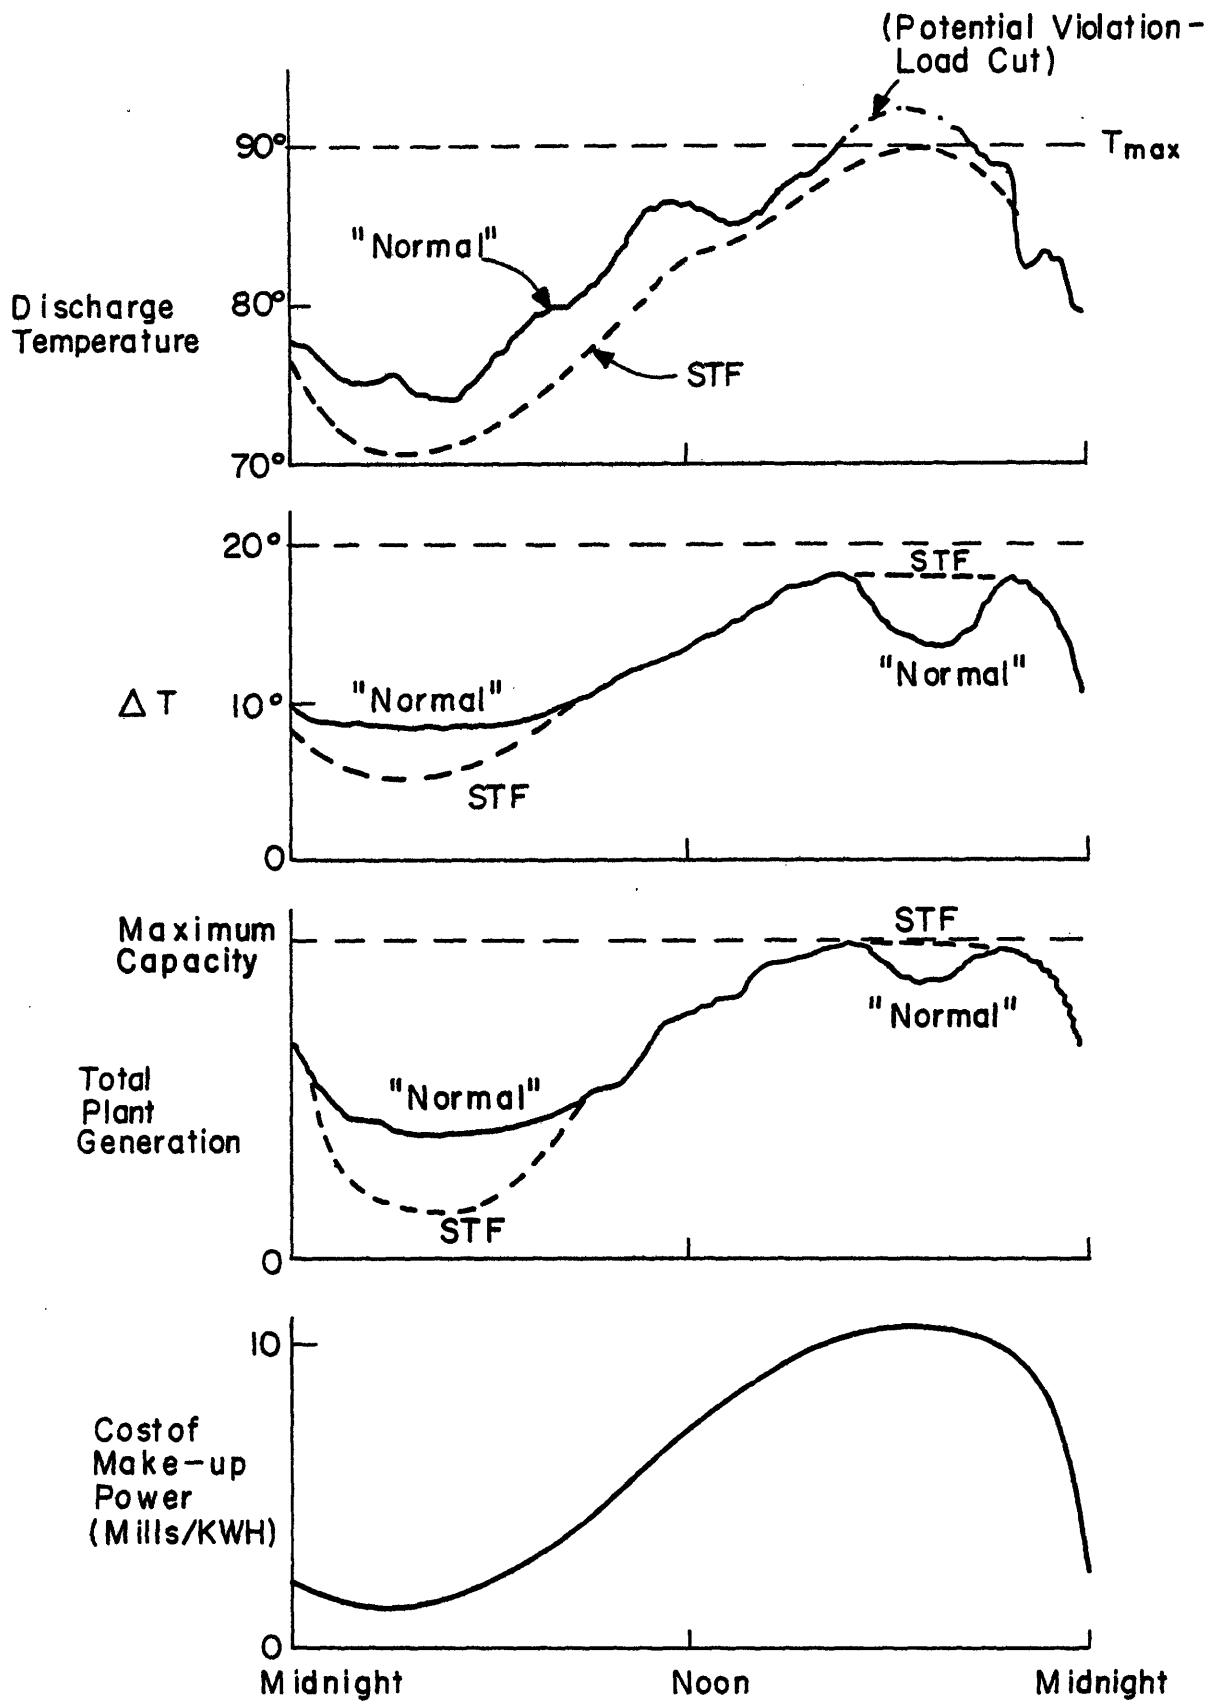 (Potential Violation-
Load Cut)
90°
Tmax
"Normal"
Discharge
Temperature
80°
STF
70°
20°
STF
"Normal"
ΔT
10°
"Normal"
STF
0
Maximum
Capacity
STF
"Normal"
Total
Plant
Generation
"Normal"
STF
0
10
Cost of
Make-up
Power
(Mills/KWH)
0
Midnight
Noon
Midnight